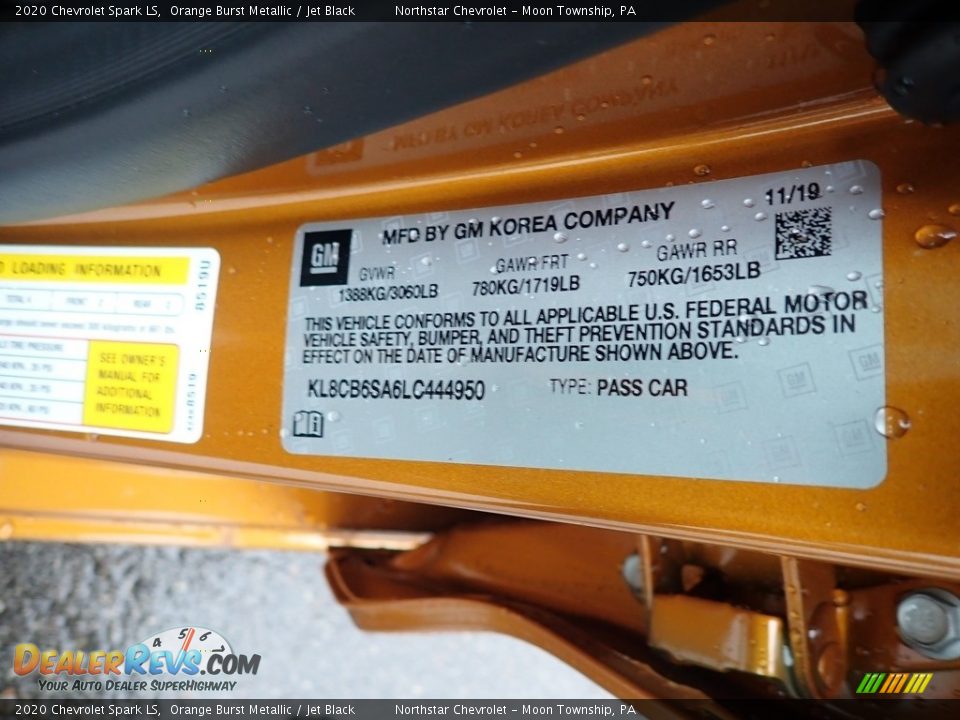 2020 Chevrolet Spark LS, Orange Burst Metallic / Jet Black Northstar Chevrolet - Moon Township, PA
11/19
MFD BY GM KOREA COMPANY
GM
GVWR GAWR FRT GAWR RR
1388KG/3060LB 780KG/1719LB 750KG/1653LB
THIS VEHICLE CONFORMS TO ALL APPLICABLE U.S. FEDERAL MOTOR
VEHICLE SAFETY, BUMPER, AND THEFT PREVENTION STANDARDS IN
EFFECT ON THE DATE OF MANUFACTURE SHOWN ABOVE.
KL8CB6SA6LC444950 TYPE: PASS CAR
LOADING INFORMATION
SEE OWNER'S
MANUAL FOR
ADDITIONAL
INFORMATION
4 5 6
DEALERREVS.COM
YOUR AUTO DEALER SUPERHIGHWAY
2020 Chevrolet Spark LS, Orange Burst Metallic / Jet Black Northstar Chevrolet - Moon Township, PA